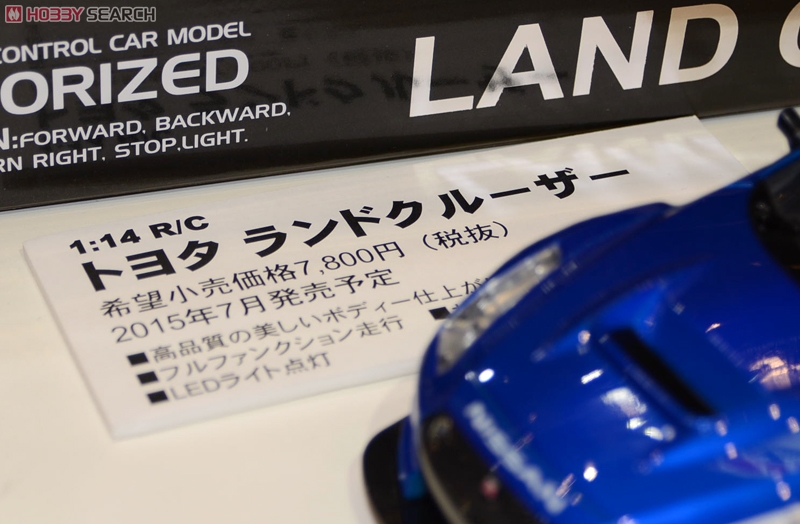 HOBBY SEARCH
CONTROL CAR MODEL
ORIZED
LAND
N:FORWARD, BACKWARD,
RN RIGHT, STOP,LIGHT.
1:14 R/C
トヨタ ランドクルーザー
希望小売価格7,800円（税抜）
2015年7月発売予定
■高品質の美しいボディー仕上が
■フルファンクション走行
■LEDライト点灯
NISSAN